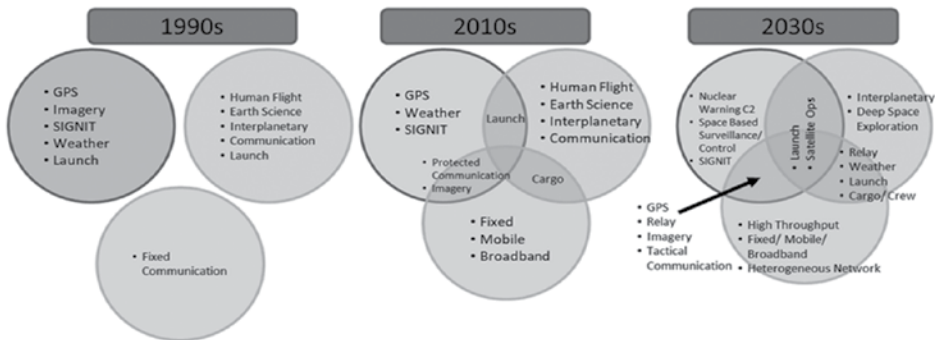 1990s
▪ GPS
▪ Imagery
▪ SIGNIT
▪ Weather
▪ Launch
▪ Human Flight
▪ Earth Science
▪ Interplanetary
▪ Communication
▪ Launch
▪ Fixed
Communication
2010s
▪ GPS
▪ Weather
▪ SIGNIT
Launch
▪ Human Flight
▪ Earth Science
▪ Interplanetary
▪ Communication
▪ Protected
Communication
▪ Imagery
Cargo
▪ Fixed
▪ Mobile
▪ Broadband
2030s
▪ Nuclear
Warning C2
▪ Space Based
Surveillance/
Control
▪ SIGNIT
▪ Launch
▪ Satellite Ops
▪ Interplanetary
▪ Deep Space
Exploration
▪ Relay
▪ Weather
▪ Launch
▪ Cargo/Crew
▪ GPS
▪ Relay
▪ Imagery
▪ Tactical
Communication
▪ High Throughput
▪ Fixed/ Mobile/
Broadband
▪ Heterogeneous Network